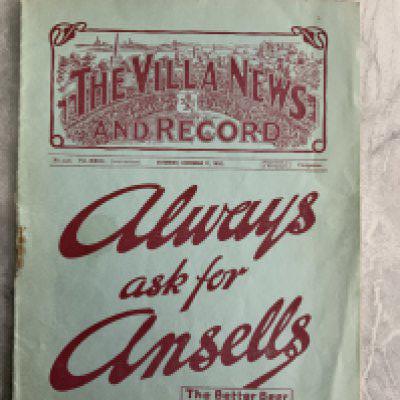 THE VILLA NEWS
AND RECORD
Always
ask for
Ansells
The Better Beer